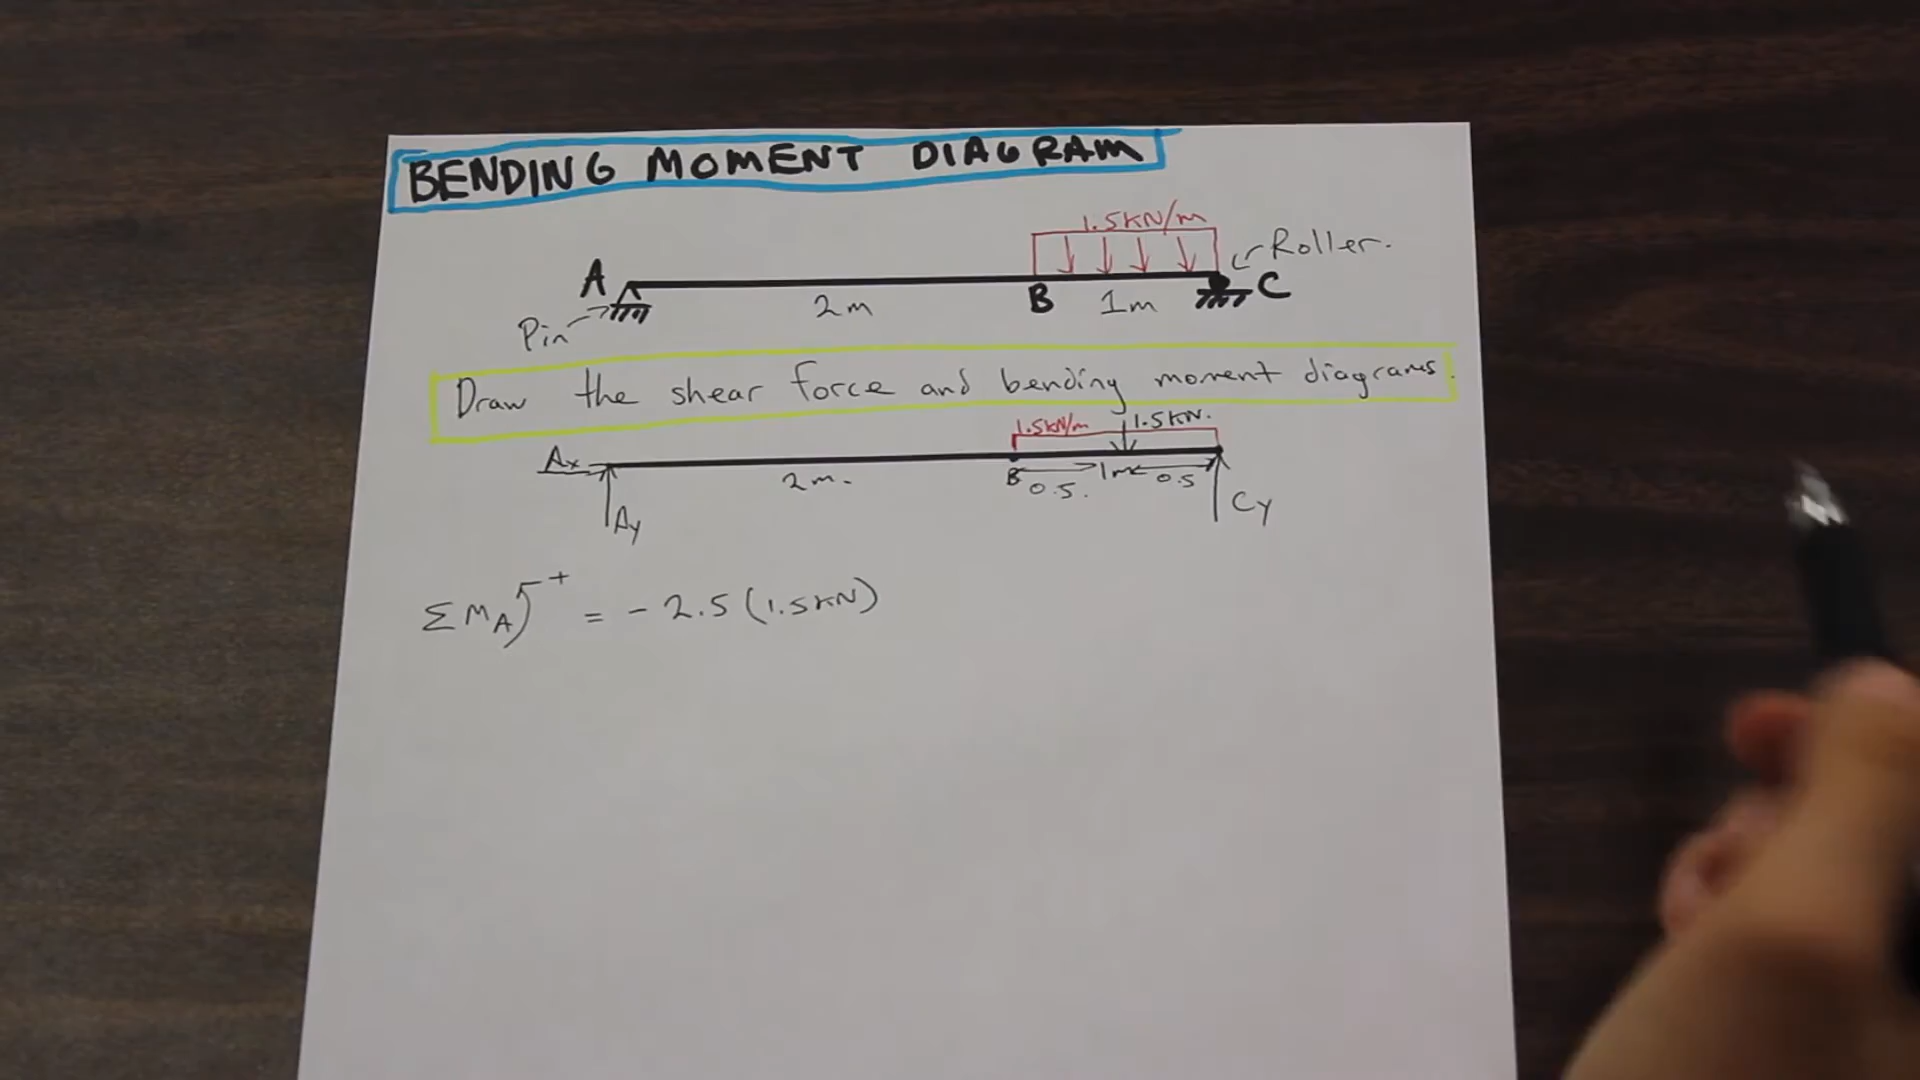 BENDING MOMENT DIAGRAM
1.5KN/m
Roller.
A
B
C
2m
1m
Pin
Draw the shear force and bending moment diagrams.
1.5KN/m
1.5KN.
Ax
2m.
B
1m
0.5.
0.5
Ay
Cy
ΣMA + = - 2.5 (1.5KN)